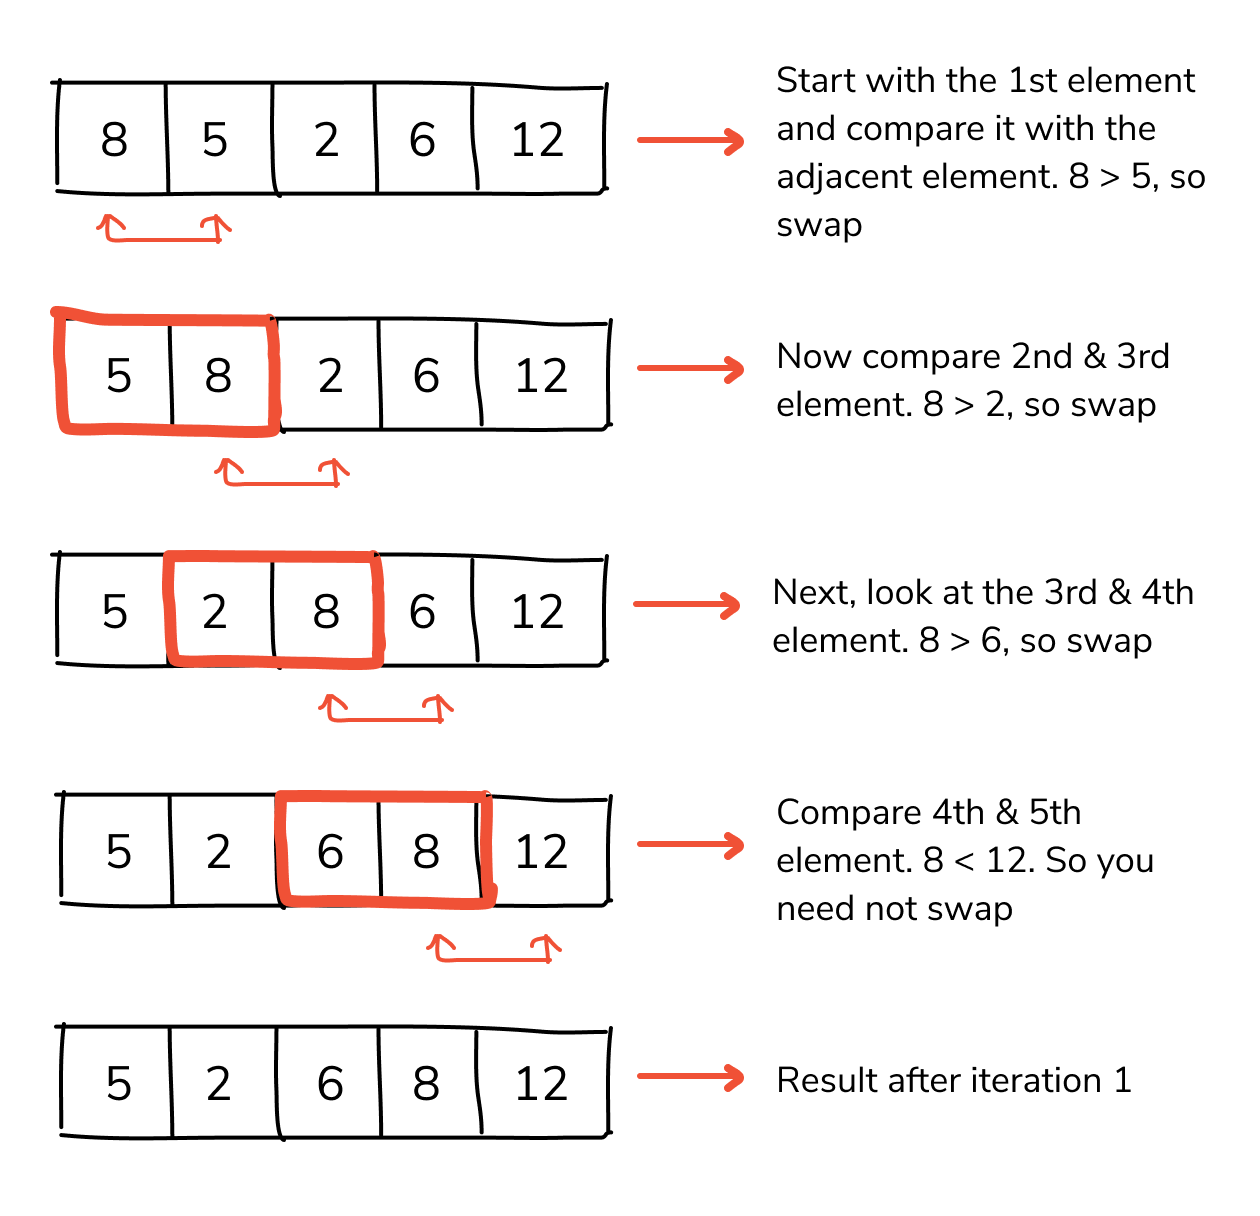 8 5 2 6 12
Start with the 1st element
and compare it with the
adjacent element. 8 > 5, so
swap
5 8 2 6 12
Now compare 2nd & 3rd
element. 8 > 2, so swap
5 2 8 6 12
Next, look at the 3rd & 4th
element. 8 > 6, so swap
5 2 6 8 12
Compare 4th & 5th
element. 8 < 12. So you
need not swap
5 2 6 8 12
Result after iteration 1